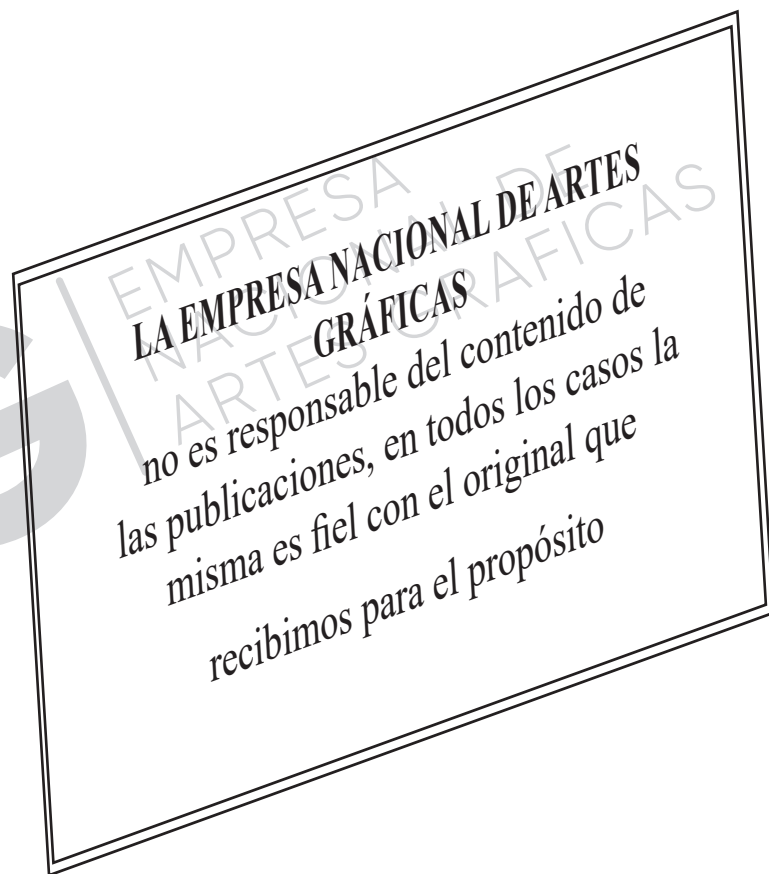 LA EMPRESA NACIONAL DE ARTES
GRÁFICAS
no es responsable del contenido de
las publicaciones, en todos los casos la
misma es fiel con el original que
recibimos para el propósito
EMPRESA
NACIONAL DE
ARTES GRAFICAS
G